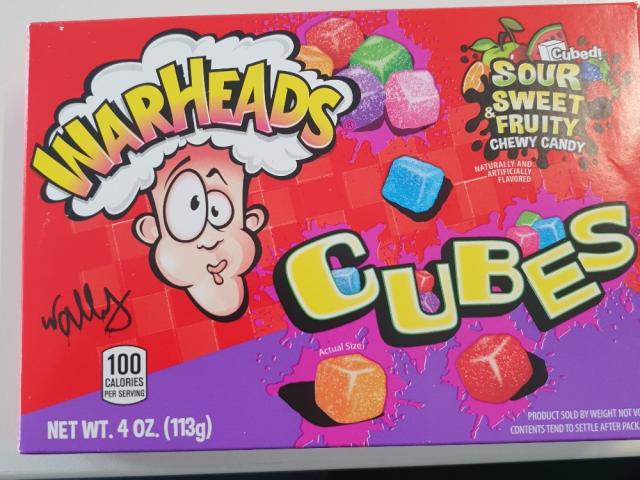 WARHEADS®
Cubed!
SOUR
SWEET
& FRUITY
CHEWY CANDY
NATURALLY AND
ARTIFICIALLY
FLAVORED
CUBES
Wally
100
CALORIES
PER SERVING
Actual Size
NET WT. 4 OZ. (113g)
PRODUCT SOLD BY WEIGHT NOT
CONTENTS TEND TO SETTLE AFTER